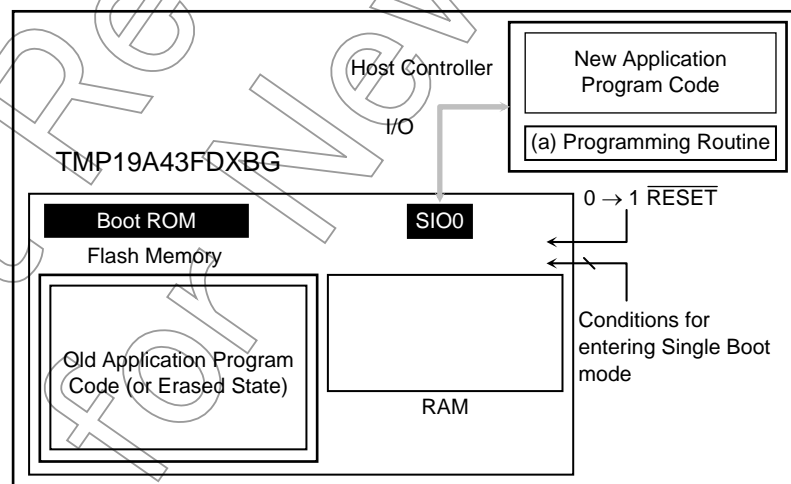 Host Controller
New Application
Program Code
I/O
(a) Programming Routine
TMP19A43FDXBG
0 → 1 RESET
Boot ROM
SIO0
Flash Memory
Old Application Program
Code (or Erased State)
RAM
Conditions for
entering Single Boot
mode